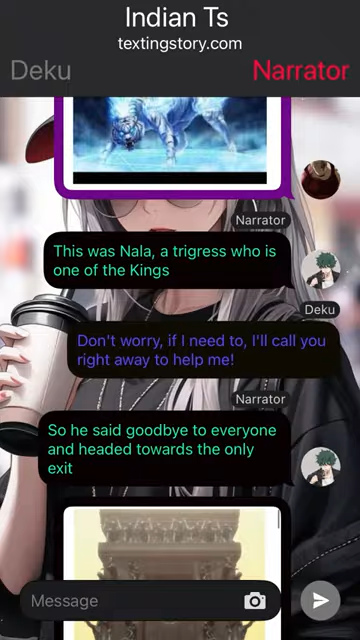 Indian Ts
textingstory.com
Deku
Narrator
Narrator
This was Nala, a trigress who is
one of the Kings
Deku
Don't worry, if I need to, I'll call you
right away to help me!
Narrator
So he said goodbye to everyone
and headed towards the only
exit
Message